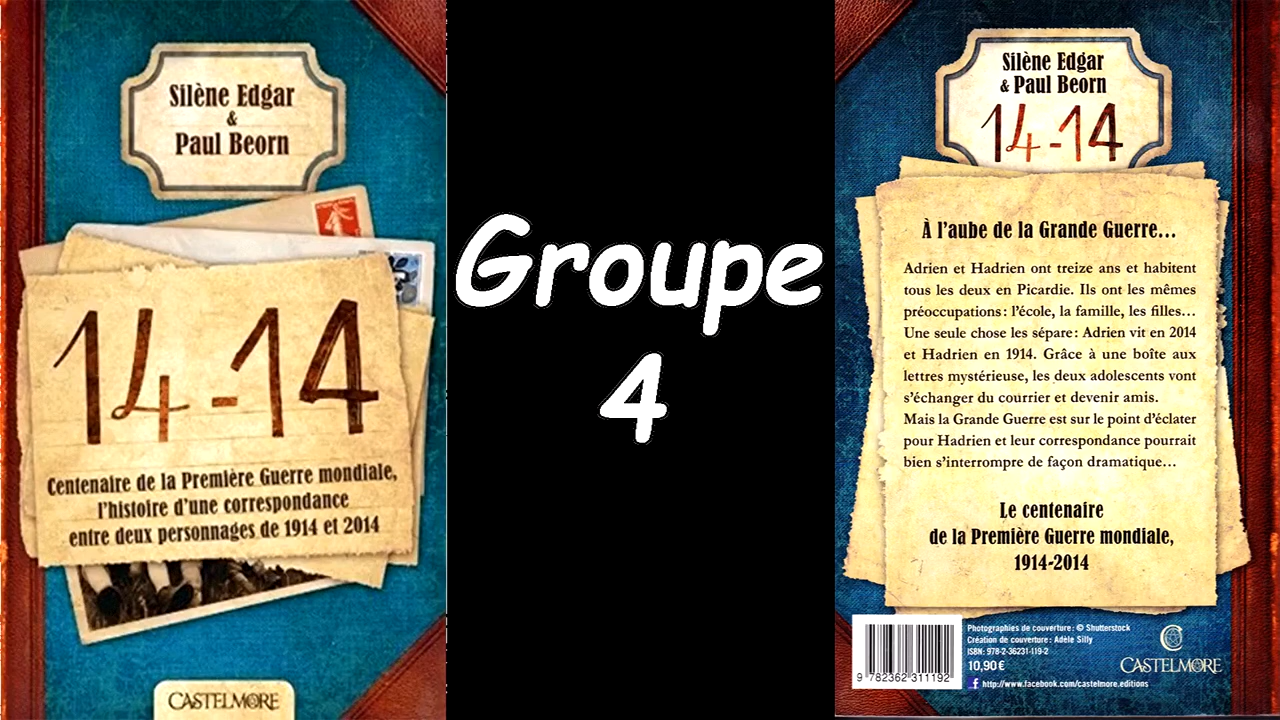 Silène Edgar
&
Paul Beorn
14-14
Centenaire de la Première Guerre mondiale,
l'histoire d'une correspondance
entre deux personnages de 1914 et 2014
CASTELMORE
Groupe
4
Silène Edgar
& Paul Beorn
14-14
À l'aube de la Grande Guerre…
Adrien et Hadrien ont treize ans et habitent
tous les deux en Picardie. Ils ont les mêmes
préoccupations : l'école, la famille, les filles…
Une seule chose les sépare : Adrien vit en 2014
et Hadrien en 1914. Grâce à une boîte aux
lettres mystérieuse, les deux adolescents vont
s'échanger du courrier et devenir amis.
Mais la Grande Guerre est sur le point d'éclater
pour Hadrien et leur correspondance pourrait
bien s'interrompre de façon dramatique…
Le centenaire
de la Première Guerre mondiale,
1914-2014
Photographies de couverture : © Shutterstock
Création de couverture : Adèle Silly
ISBN: 978-2-36231-119-2
10,90 €
http://www.facebook.com/castelmore.editions
9 782362 311192
CASTELMORE